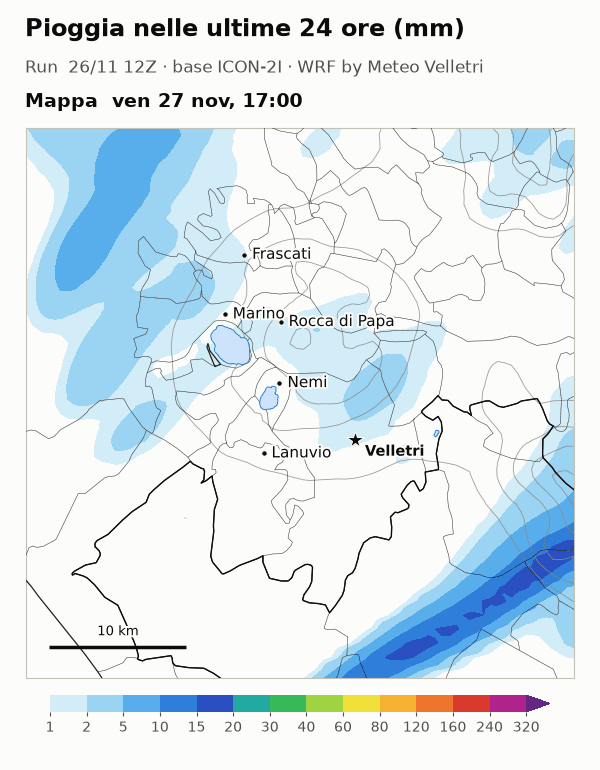 Pioggia nelle ultime 24 ore (mm)
Run  26/11 12Z · base ICON-2I · WRF by Meteo Velletri
Mappa  ven 27 nov, 17:00
Frascati
Marino
Rocca di Papa
Nemi
Velletri
Lanuvio
10 km
1 2 5 10 15 20 30 40 60 80 120 160 240 320